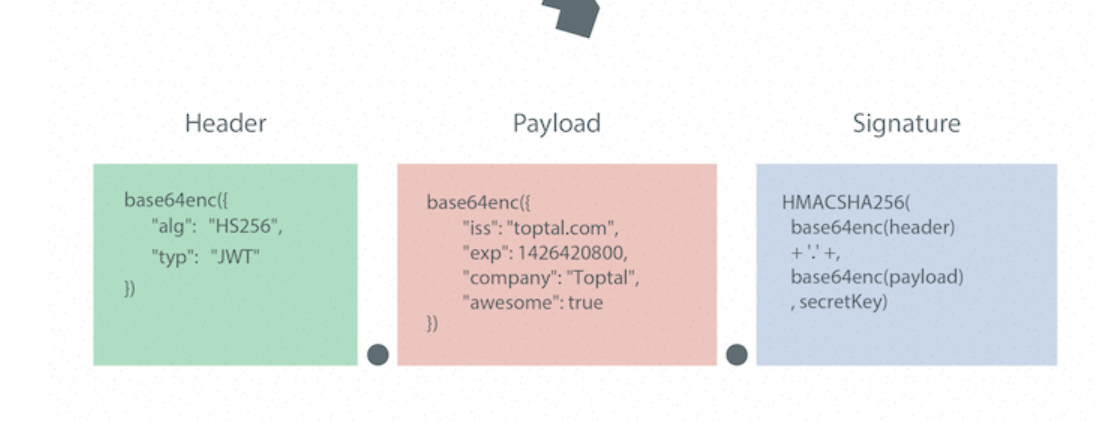 Header
base64enc({
"alg": "HS256",
"typ": "JWT"
})
Payload
base64enc({
"iss": "toptal.com",
"exp": 1426420800,
"company": "Toptal",
"awesome": true
})
Signature
HMACSHA256(
base64enc(header)
+ '.' +,
base64enc(payload)
, secretKey)